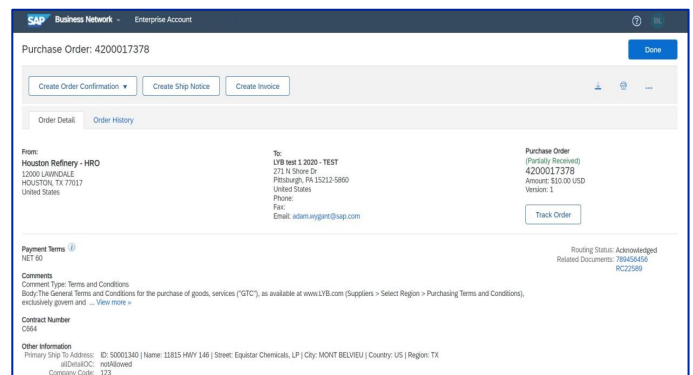 SAP Business Network Enterprise Account ? BL
Purchase Order: 4200017378 Done
Create Order Confirmation ▼ Create Ship Notice Create Invoice ...
Order Detail Order History
From:
Houston Refinery - HRO
12000 LAWNDALE
HOUSTON, TX 77017
United States
To:
LYB test 1 2020 - TEST
271 N Shore Dr
Pittsburgh, PA 15212-5860
United States
Phone:
Fax:
Email: adam.wygant@sap.com
Purchase Order
(Partially Received)
4200017378
Amount: $10.00 USD
Version: 1
Track Order
Payment Terms i
NET 60
Routing Status: Acknowledged
Related Documents: 789456456
RC22589
Comments
Comment Type: Terms and Conditions
Body:The General Terms and Conditions for the purchase of goods, services ("GTC"), as available at www.LYB.com (Suppliers > Select Region > Purchasing Terms and Conditions),
exclusively govern and ... View more »
Contract Number
C664
Other Information
Primary Ship To Address: ID: 50001340 | Name: 11815 HWY 146 | Street: Equistar Chemicals, LP | City: MONT BELVIEU | Country: US | Region: TX
allDetailOC: notAllowed
Company Code: 123